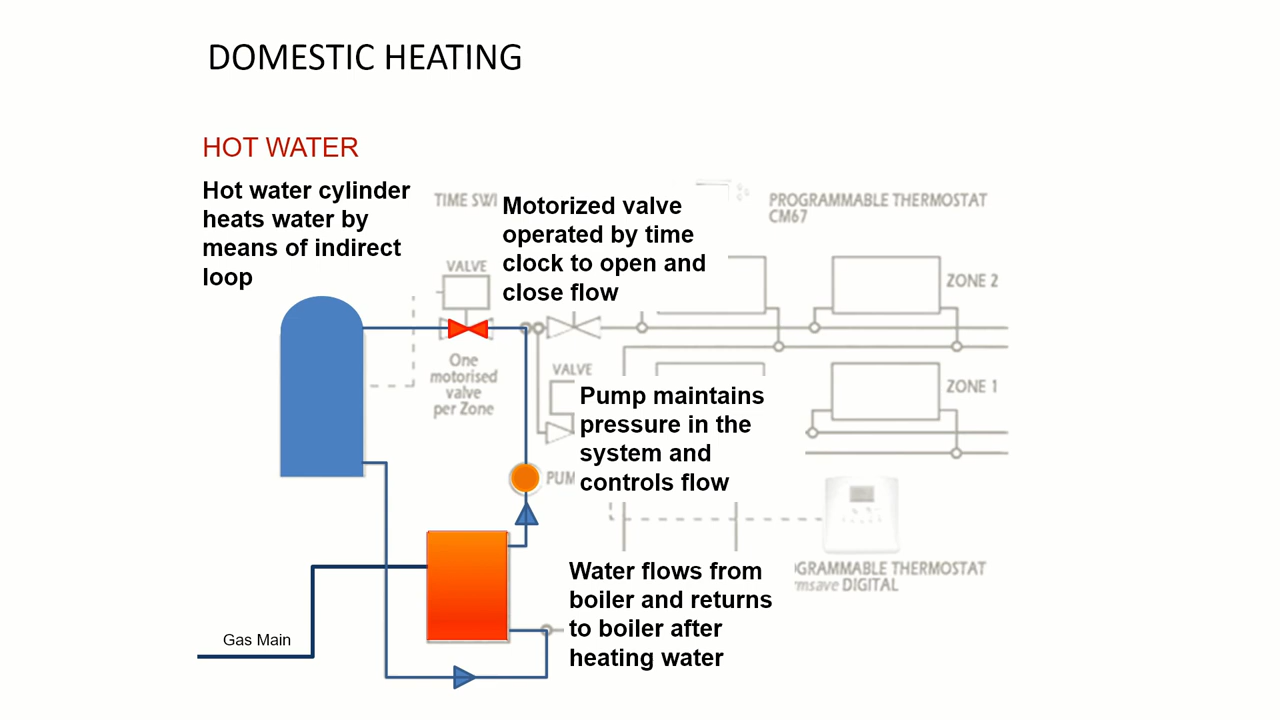 DOMESTIC HEATING
HOT WATER
Hot water cylinder
heats water by
means of indirect
loop
TIME SWI
Motorized valve
operated by time
clock to open and
close flow
PROGRAMMABLE THERMOSTAT
CM67
VALVE
ZONE 2
One
motorised
valve
per Zone
VALVE
ZONE 1
Pump maintains
pressure in the
system and
controls flow
PUM
Water flows from
boiler and returns
to boiler after
heating water
GRAMMABLE THERMOSTAT
rmsave DIGITAL
Gas Main